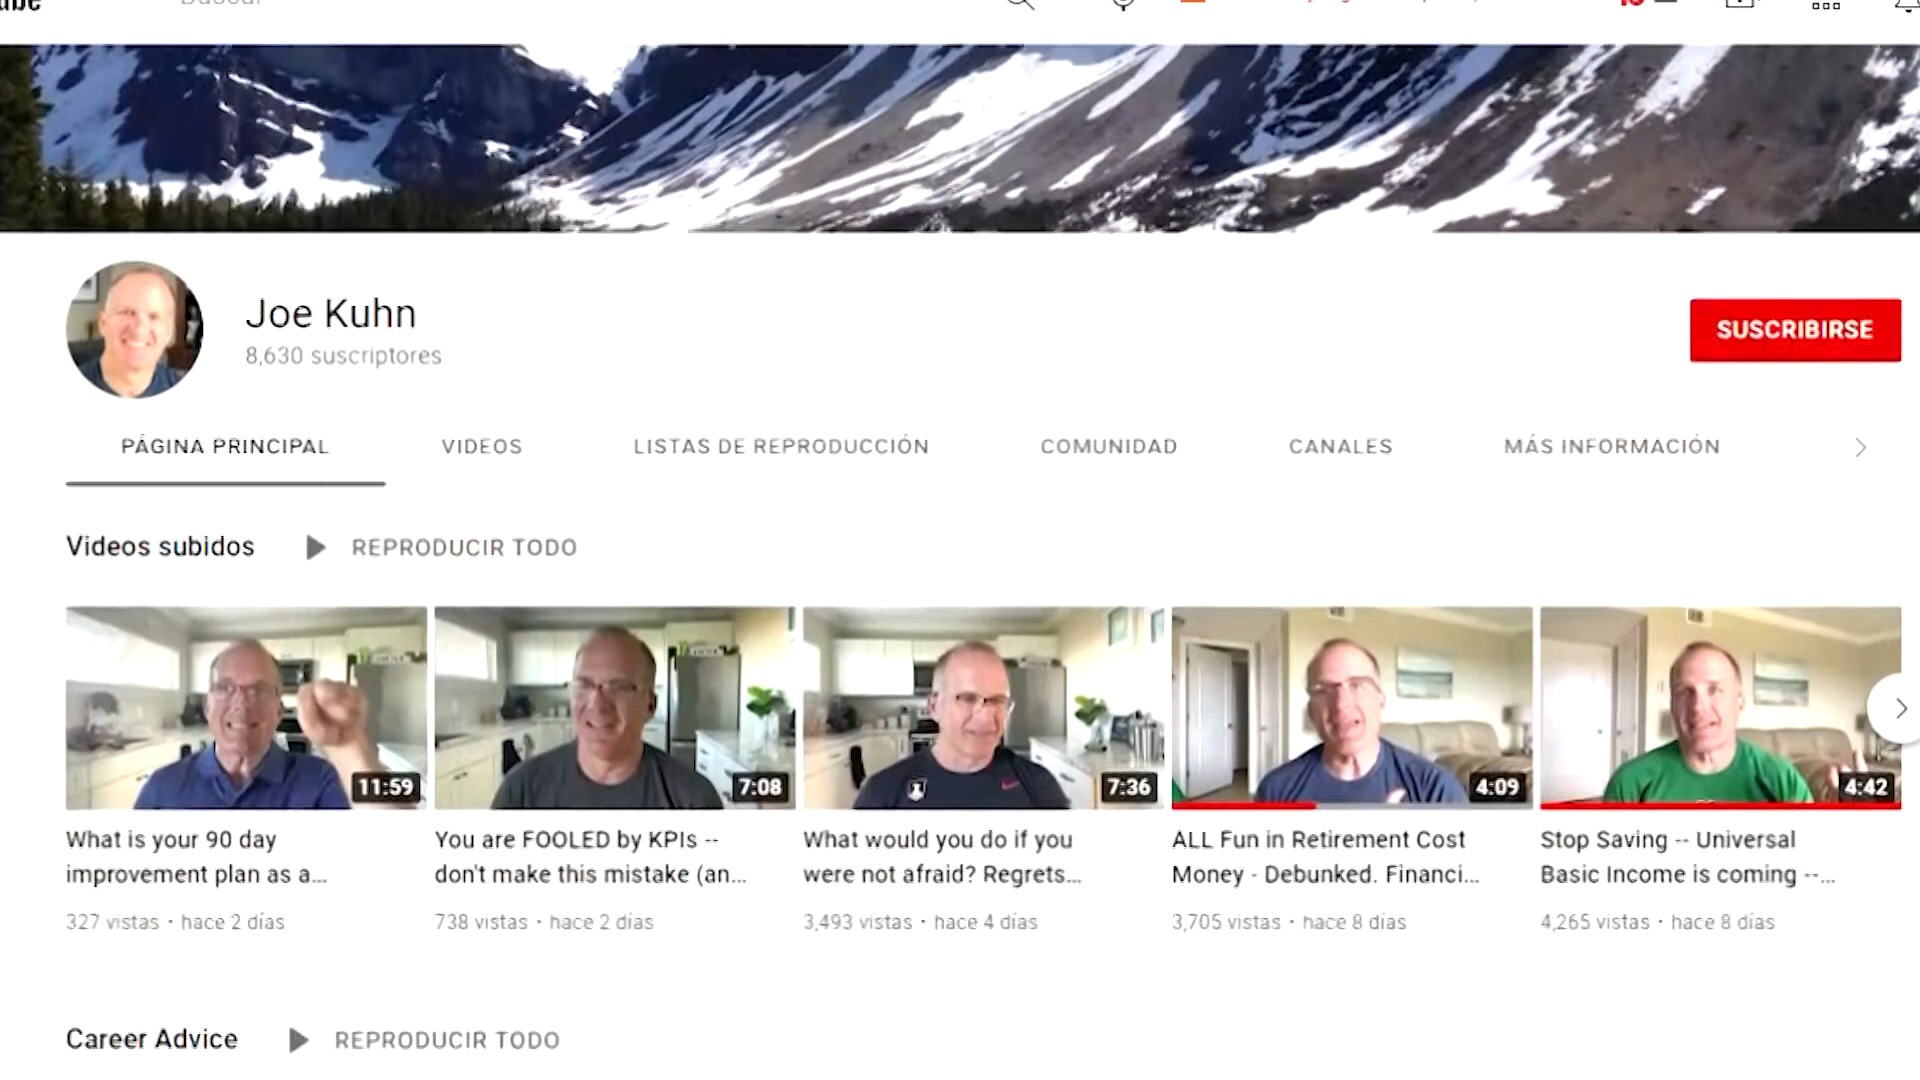 Joe Kuhn
8,630 suscriptores
SUSCRIBIRSE
PÁGINA PRINCIPAL
VIDEOS
LISTAS DE REPRODUCCIÓN
COMUNIDAD
CANALES
MÁS INFORMACIÓN
Videos subidos
REPRODUCIR TODO
11:59
7:08
7:36
4:09
4:42
What is your 90 day
improvement plan as a...
327 vistas · hace 2 días
You are FOOLED by KPIs --
don't make this mistake (an...
738 vistas · hace 2 días
What would you do if you
were not afraid? Regrets...
3,493 vistas · hace 4 días
ALL Fun in Retirement Cost
Money - Debunked. Financi...
3,705 vistas · hace 8 días
Stop Saving -- Universal
Basic Income is coming --...
4,265 vistas · hace 8 días
Career Advice
REPRODUCIR TODO